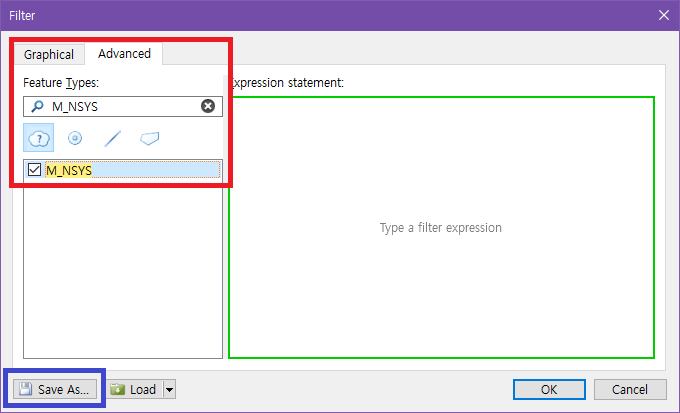 Filter
Graphical Advanced
Feature Types: Expression statement:
M_NSYS
?
M_NSYS
Type a filter expression
Save As... Load OK Cancel